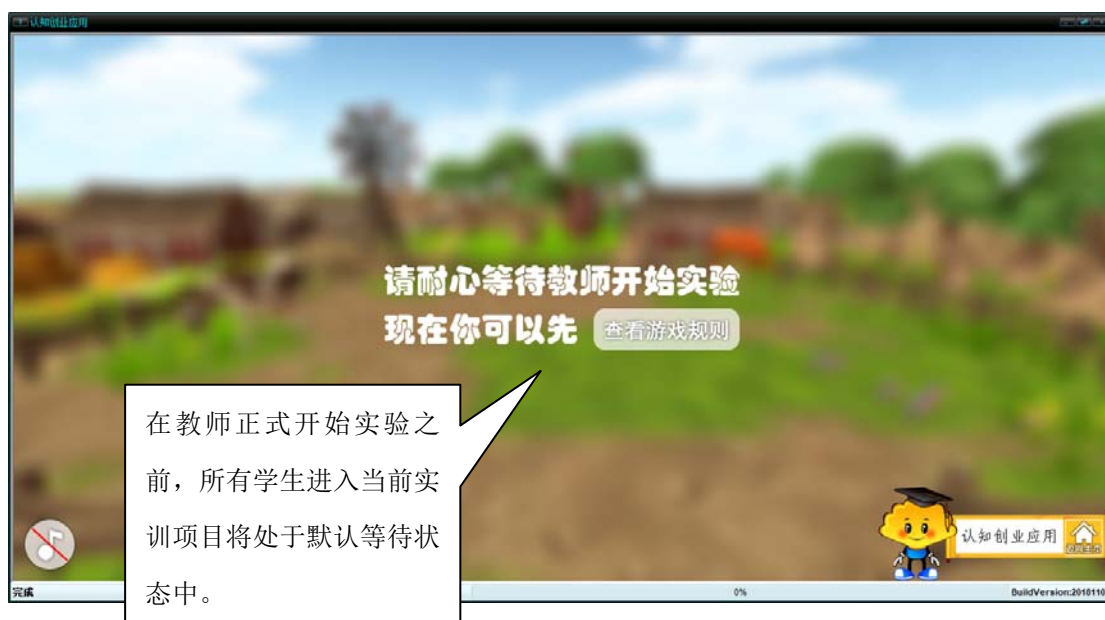 认知创业应用
请耐心等待教师开始实验
现在你可以先 查看游戏规则
在教师正式开始实验之
前，所有学生进入当前实
训项目将处于默认等待状
态中。
认知创业应用
完成
0%
BuildVersion:2018110